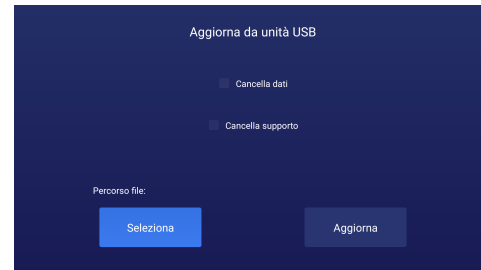 Aggiorna da unità USB
Cancella dati
Cancella supporto
Percorso file:
Seleziona
Aggiorna